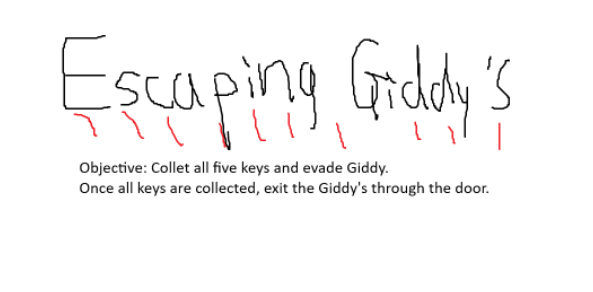 Escaping Giddy's
Objective: Collet all five keys and evade Giddy.
Once all keys are collected, exit the Giddy's through the door.